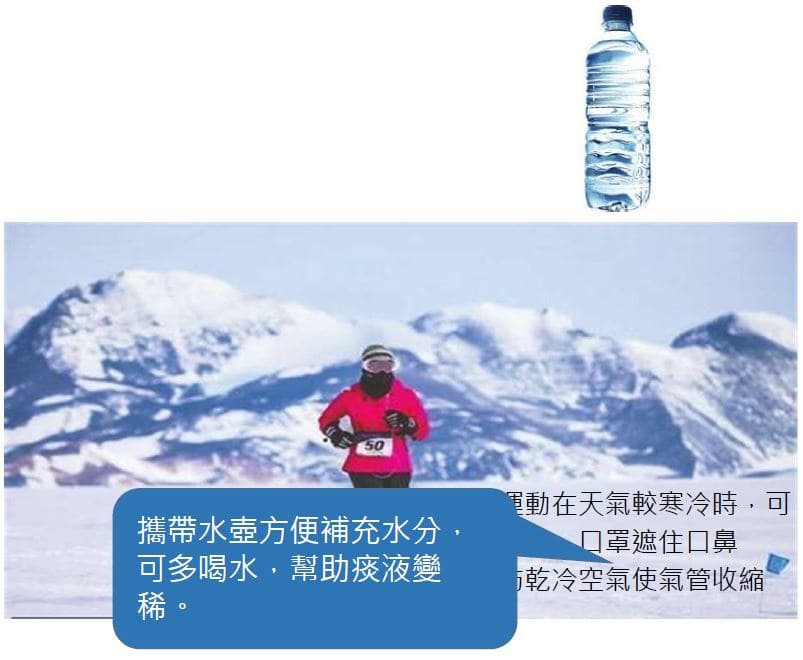 50
攜帶水壺方便補充水分，
可多喝水，幫助痰液變
稀。
運動在天氣較寒冷時，可
口罩遮住口鼻
乾冷空氣使氣管收縮